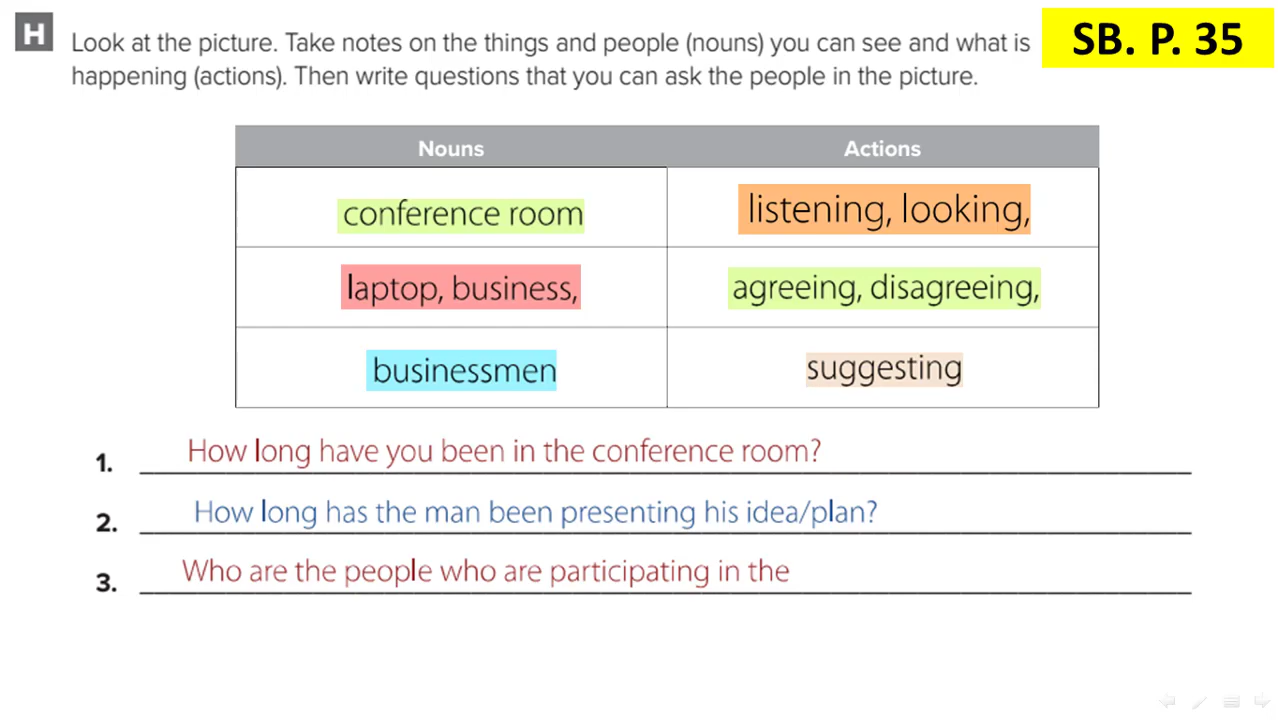 H
SB. P. 35
Look at the picture. Take notes on the things and people (nouns) you can see and what is
happening (actions). Then write questions that you can ask the people in the picture.
Nouns Actions
conference room listening, looking,
laptop, business, agreeing, disagreeing,
businessmen suggesting
1. How long have you been in the conference room?
2. How long has the man been presenting his idea/plan?
3. Who are the people who are participating in the